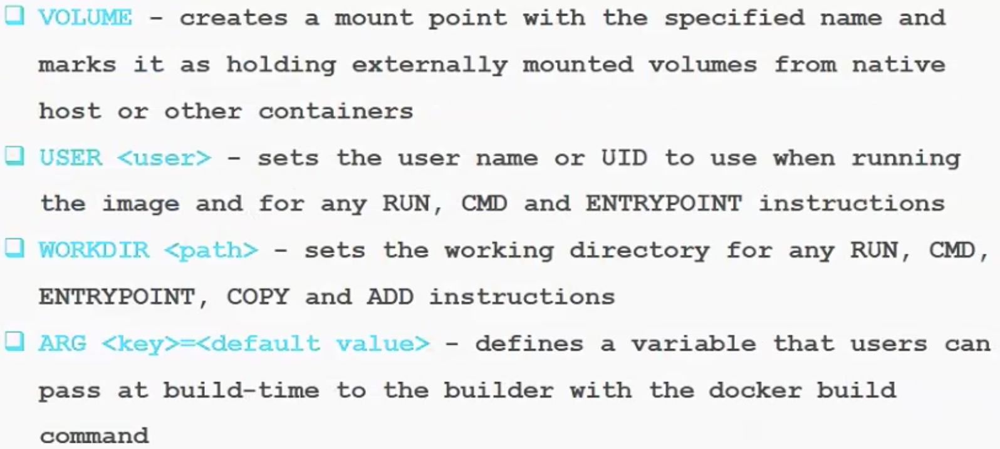 VOLUME – creates a mount point with the specified name and
marks it as holding externally mounted volumes from native
host or other containers
USER <user> – sets the user name or UID to use when running
the image and for any RUN, CMD and ENTRYPOINT instructions
WORKDIR <path> – sets the working directory for any RUN, CMD,
ENTRYPOINT, COPY and ADD instructions
ARG <key>=<default value> – defines a variable that users can
pass at build-time to the builder with the docker build
command